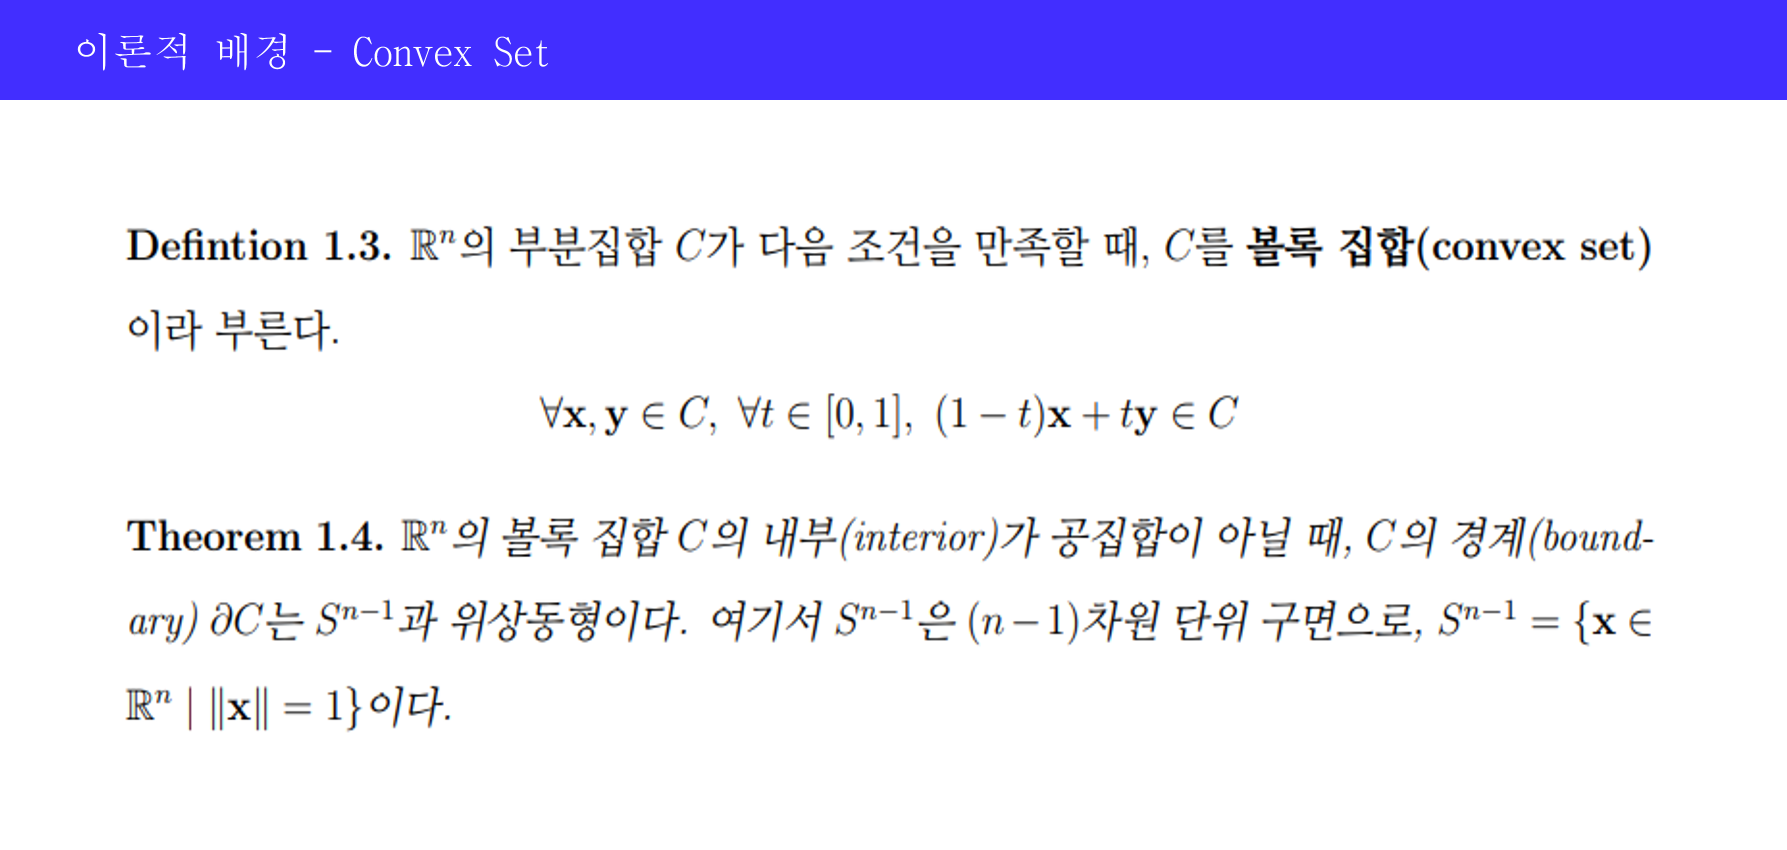 이론적 배경 - Convex Set
Defintion 1.3. ℝⁿ의 부분집합 C가 다음 조건을 만족할 때, C를 볼록 집합(convex set)
이라 부른다.
∀x, y ∈ C, ∀t ∈ [0, 1], (1 − t)x + ty ∈ C
Theorem 1.4. ℝⁿ의 볼록 집합 C의 내부(interior)가 공집합이 아닐 때, C의 경계(bound-
ary) ∂C는 Sⁿ⁻¹과 위상동형이다. 여기서 Sⁿ⁻¹은 (n − 1)차원 단위 구면으로, Sⁿ⁻¹ = {x ∈
ℝⁿ | ‖x‖ = 1}이다.